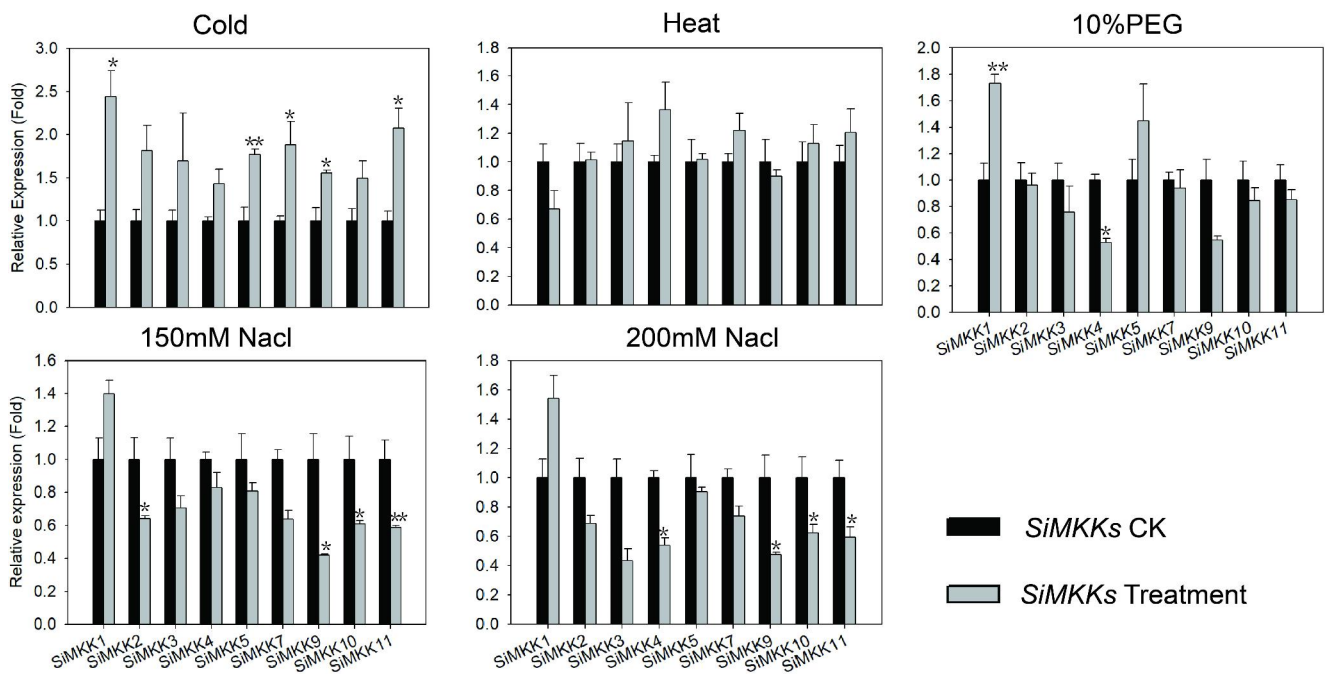 Cold
Heat
10%PEG
Relative Expression (Fold)
3.0
2.5
2.0
1.5
1.0
0.5
0.0
*
**
*
*
*
1.8
1.6
1.4
1.2
1.0
0.8
0.6
0.4
0.2
0.0
2.0
1.8
1.6
1.4
1.2
1.0
0.8
0.6
0.4
0.2
0.0
**
*
SiMKK1
SiMKK2
SiMKK3
SiMKK4
SiMKK5
SiMKK7
SiMKK9
SiMKK10
SiMKK11
150mM Nacl
200mM Nacl
Relative expression (Fold)
1.6
1.4
1.2
1.0
0.8
0.6
0.4
0.2
0.0
*
*
*
**
SiMKK1
SiMKK2
SiMKK3
SiMKK4
SiMKK5
SiMKK7
SiMKK9
SiMKK10
SiMKK11
1.8
1.6
1.4
1.2
1.0
0.8
0.6
0.4
0.2
0.0
*
*
*
*
SiMKK1
SiMKK2
SiMKK3
SiMKK4
SiMKK5
SiMKK7
SiMKK9
SiMKK10
SiMKK11
SiMKKs CK
SiMKKs Treatment